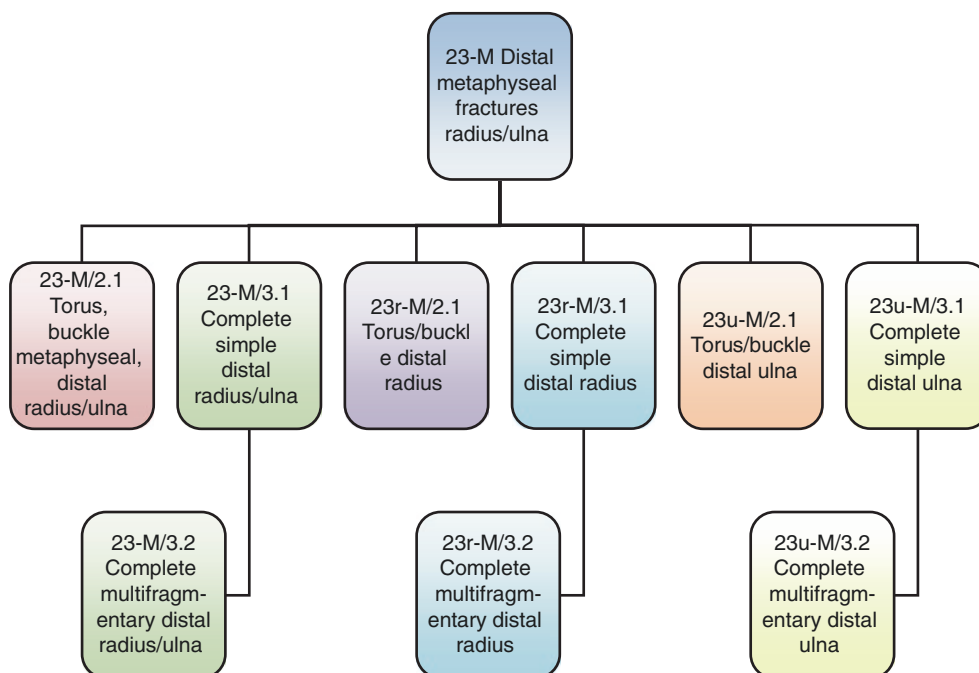 23-M Distal
metaphyseal
fractures
radius/ulna
23-M/2.1
Torus,
buckle
metaphyseal,
distal
radius/ulna
23-M/3.1
Complete
simple
distal
radius/ulna
23r-M/2.1
Torus/buckl
e distal
radius
23r-M/3.1
Complete
simple
distal radius
23u-M/2.1
Torus/buckle
distal ulna
23u-M/3.1
Complete
simple
distal ulna
23-M/3.2
Complete
multifragm-
entary distal
radius/ulna
23r-M/3.2
Complete
multifragm-
entary distal
radius
23u-M/3.2
Complete
multifragm-
entary distal
ulna